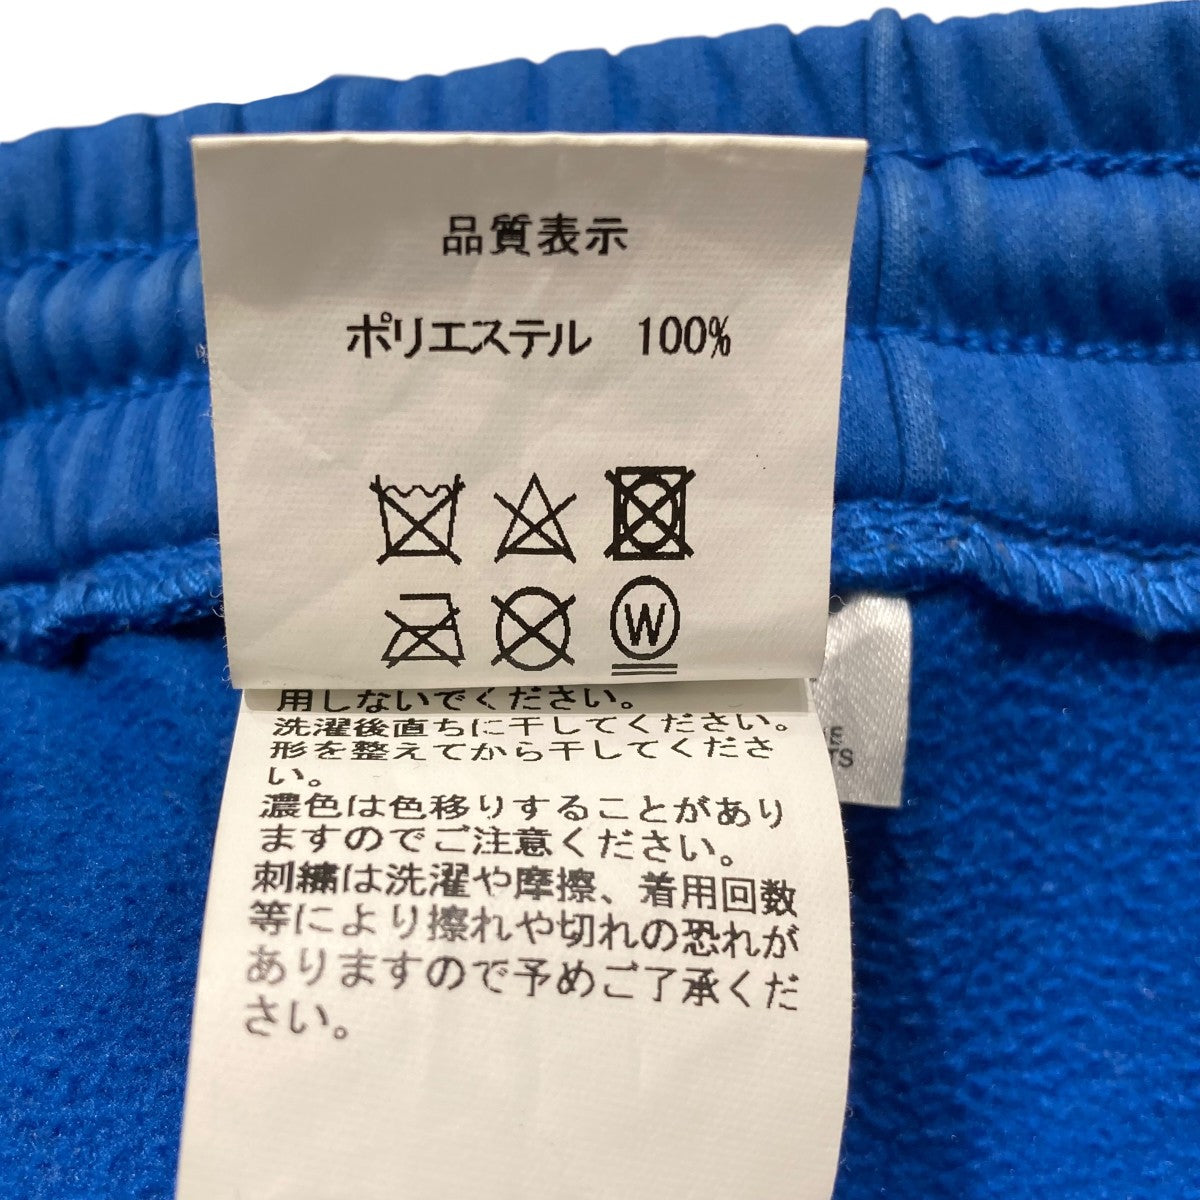 品質表示
ポリエステル 100%
W
用しないでください。
洗濯後直ちに干してください。
形を整えてから干してくださ
い。
濃色は色移りすることがあり
ますのでご注意ください。
刺繍は洗濯や摩擦、着用回数
等により擦れや切れの恐れが
ありますので予めご了承くだ
さい。
E
TS